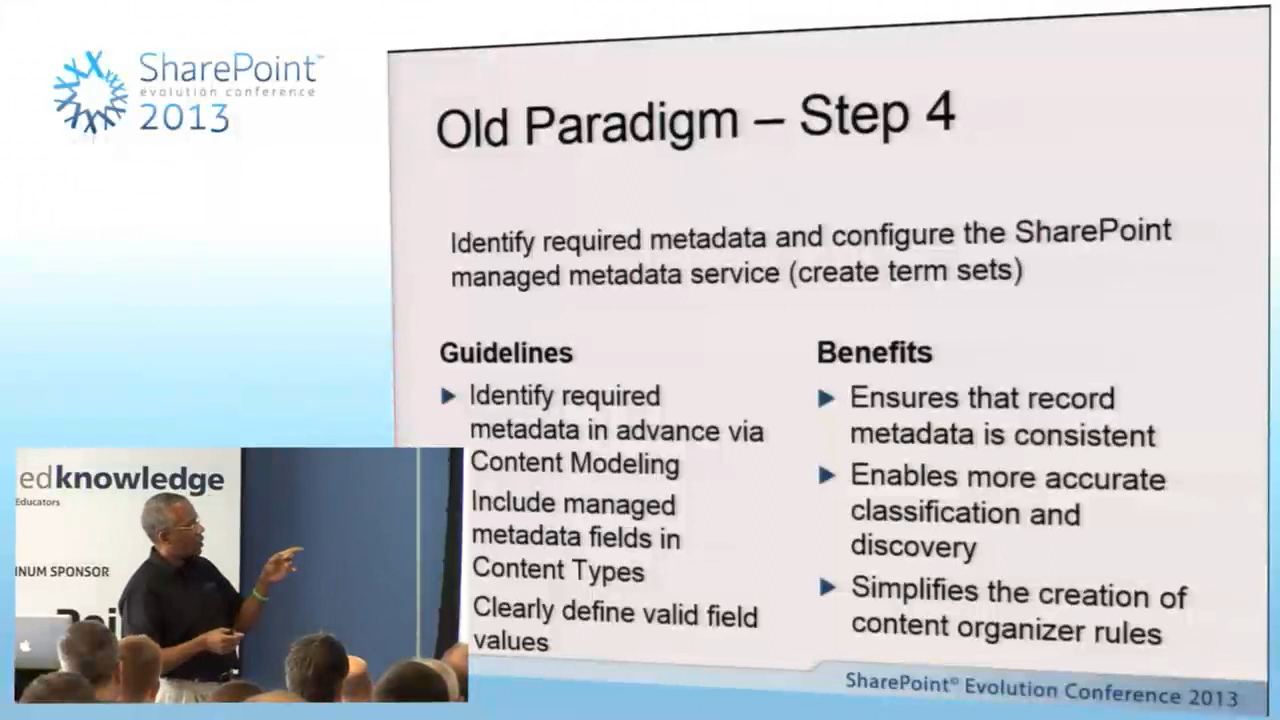 SharePoint™
evolution conference
2013
Old Paradigm – Step 4
Identify required metadata and configure the SharePoint
managed metadata service (create term sets)
Guidelines
Identify required
metadata in advance via
Content Modeling
Include managed
metadata fields in
Content Types
Clearly define valid field
values
Benefits
Ensures that record
metadata is consistent
Enables more accurate
classification and
discovery
Simplifies the creation of
content organizer rules
SharePoint® Evolution Conference 2013
edknowledge
Educators
INUM SPONSOR